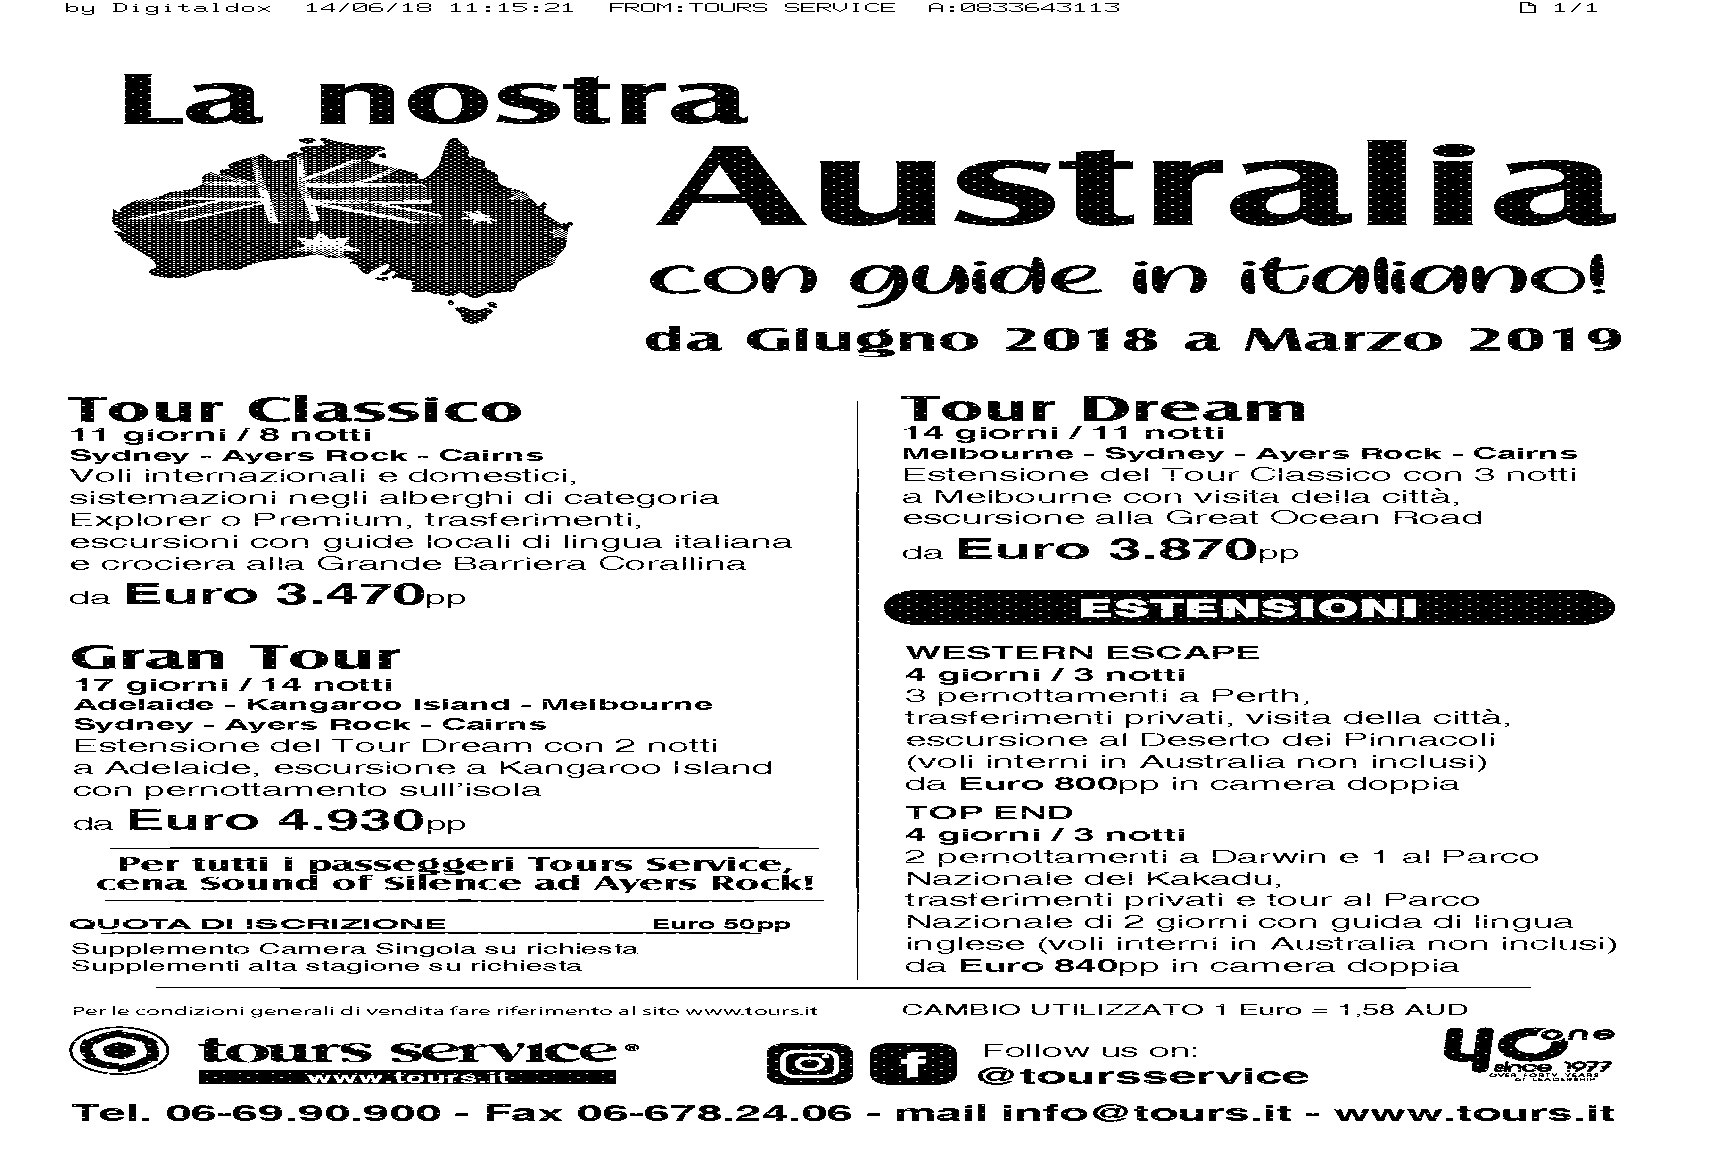 by Digitaldox 14/06/18 11:15:21 FROM:TOURS SERVICE A:0833643113 1/1
La nostra
Australia
con guide in italiano!
da Giugno 2018 a Marzo 2019
Tour Classico
11 giorni / 8 notti
Sydney - Ayers Rock - Cairns
Voli internazionali e domestici,
sistemazioni negli alberghi di categoria
Explorer o Premium, trasferimenti,
escursioni con guide locali di lingua italiana
e crociera alla Grande Barriera Corallina
da Euro 3.470pp
Gran Tour
17 giorni / 14 notti
Adelaide - Kangaroo Island - Melbourne
Sydney - Ayers Rock - Cairns
Estensione del Tour Dream con 2 notti
a Adelaide, escursione a Kangaroo Island
con pernottamento sull'isola
da Euro 4.930pp
Per tutti i passeggeri Tours Service,
cena Sound of Silence ad Ayers Rock!
QUOTA DI ISCRIZIONE Euro 50pp
Supplemento Camera Singola su richiesta
Supplementi alta stagione su richiesta
Tour Dream
14 giorni / 11 notti
Melbourne - Sydney - Ayers Rock - Cairns
Estensione del Tour Classico con 3 notti
a Melbourne con visita della città,
escursione alla Great Ocean Road
da Euro 3.870pp
ESTENSIONI
WESTERN ESCAPE
4 giorni / 3 notti
3 pernottamenti a Perth,
trasferimenti privati, visita della città,
escursione al Deserto dei Pinnacoli
(voli interni in Australia non inclusi)
da Euro 800pp in camera doppia
TOP END
4 giorni / 3 notti
2 pernottamenti a Darwin e 1 al Parco
Nazionale del Kakadu,
trasferimenti privati e tour al Parco
Nazionale di 2 giorni con guida di lingua
inglese (voli interni in Australia non inclusi)
da Euro 840pp in camera doppia
Per le condizioni generali di vendita fare riferimento al sito www.tours.it
CAMBIO UTILIZZATO 1 Euro = 1,58 AUD
tours service®
www.tours.it
Follow us on:
@toursservice
40 one
since 1977
OVER FORTY YEARS
OF LEADERSHIP
Tel. 06-69.90.900 - Fax 06-678.24.06 - mail info@tours.it - www.tours.it